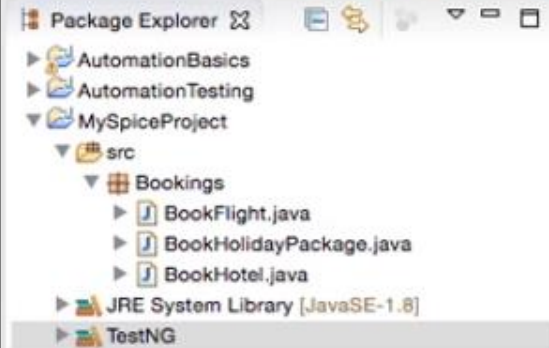 Package Explorer
AutomationBasics
AutomationTesting
MySpiceProject
src
Bookings
BookFlight.java
BookHolidayPackage.java
BookHotel.java
JRE System Library [JavaSE-1.8]
TestNG